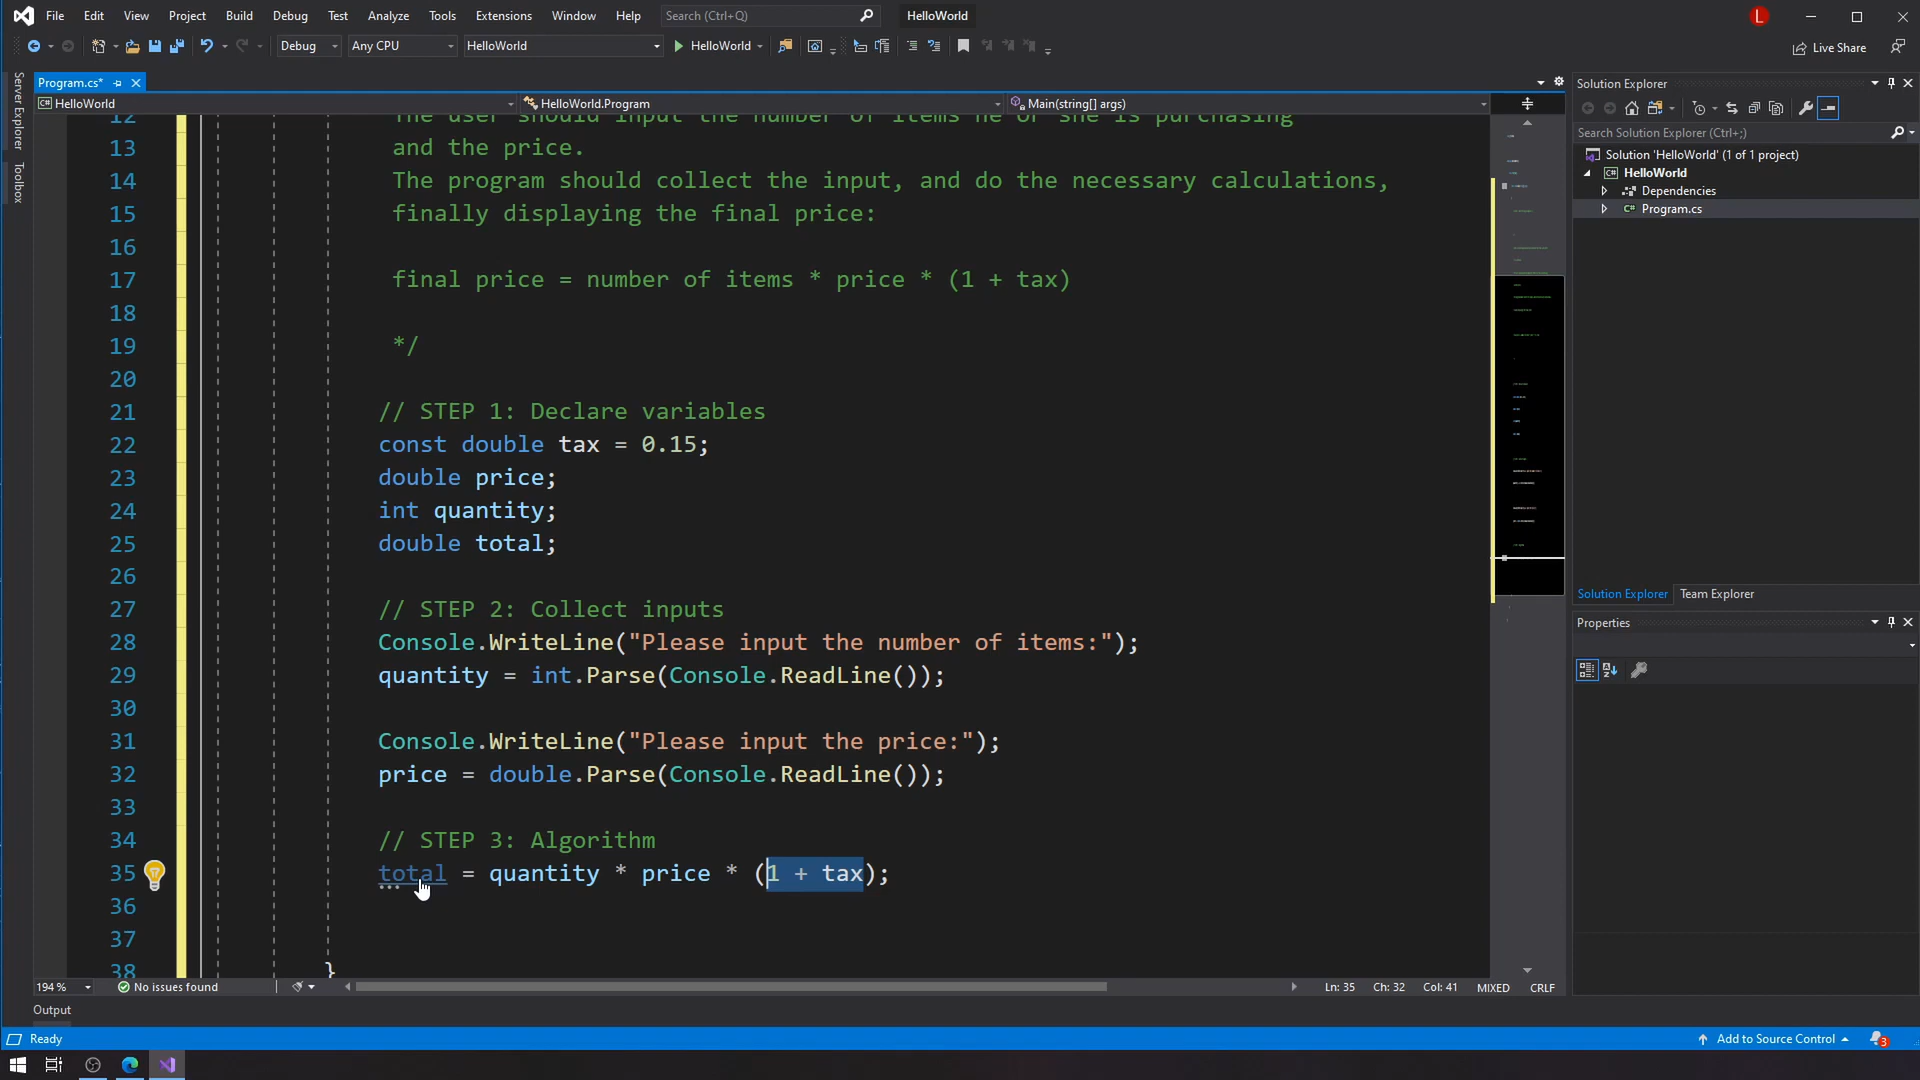 File Edit View Project Build Debug Test Analyze Tools Extensions Window Help Search (Ctrl+Q) HelloWorld L
Debug Any CPU HelloWorld HelloWorld Live Share
Server Explorer
Toolbox
Program.cs*
HelloWorld HelloWorld.Program Main(string[] args)
12 The user should input the number of items he or she is purchasing
13 and the price.
14 The program should collect the input, and do the necessary calculations,
15 finally displaying the final price:
16
17 final price = number of items * price * (1 + tax)
18
19 */
20
21 // STEP 1: Declare variables
22 const double tax = 0.15;
23 double price;
24 int quantity;
25 double total;
26
27 // STEP 2: Collect inputs
28 Console.WriteLine("Please input the number of items:");
29 quantity = int.Parse(Console.ReadLine());
30
31 Console.WriteLine("Please input the price:");
32 price = double.Parse(Console.ReadLine());
33
34 // STEP 3: Algorithm
35 total = quantity * price * (1 + tax);
36
37
38 }
194 % No issues found Ln: 35 Ch: 32 Col: 41 MIXED CRLF
Solution Explorer
Search Solution Explorer (Ctrl+;)
Solution 'HelloWorld' (1 of 1 project)
C# HelloWorld
Dependencies
C# Program.cs
Solution Explorer Team Explorer
Properties
Output
Ready Add to Source Control 3